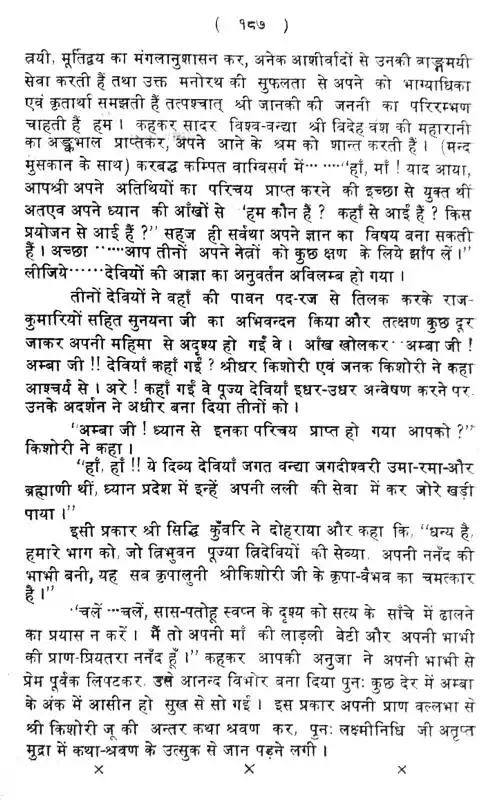 ( १८७ )
त्रयी, मूर्तिद्वय का मंगलानुशासन कर, अनेक आशीर्वादों से उनकी वाङ्मयी
सेवा करती हैं तथा उक्त मनोरथ की सुफलता से अपने को भाग्याधिका
एवं कृतार्था समझती हैं तत्पश्चात् श्री जानकी की जननी का परिरम्भण
चाहती हैं हम । कहकर सादर विश्व-वन्द्या श्री विदेह वंश की महारानी
का अङ्कभाल प्राप्तकर, अपने आने के श्रम को शान्त करती हैं । (मन्द
मुसकान के साथ) करबद्ध कम्पित वाग्विसर्ग में... ....."हाँ, माँ ! याद आया,
आपश्री अपने अतिथियों का परिचय प्राप्त करने की इच्छा से युक्त थीं
अतएव अपने ध्यान की आँखों से 'हम कौन हैं ? कहाँ से आई हैं ? किस
प्रयोजन से आई हैं ?" सहज ही सर्वथा अपने ज्ञान का विषय बना सकती
हैं । अच्छा ........आप तीनों अपने नेत्रों को कुछ क्षण के लिये झाँप लें ।"
लीजिये......देवियों की आज्ञा का अनुवर्तन अविलम्ब हो गया ।
तीनों देवियों ने वहाँ की पावन पद-रज से तिलक करके राज-
कुमारियों सहित सुनयना जी का अभिवन्दन किया और तत्क्षण कुछ दूर
जाकर अपनी महिमा से अदृश्य हो गईं वे । आँख खोलकर अम्बा जी !
अम्बा जी !! देवियाँ कहाँ गईं ? श्रीधर किशोरी एवं जनक किशोरी ने कहा
आश्चर्य से । अरे ! कहाँ गईं वे पूज्य देवियाँ इधर-उधर अन्वेषण करने पर
उनके अदर्शन ने अधीर बना दिया तीनों को ।
"अम्बा जी ! ध्यान से इनका परिचय प्राप्त हो गया आपको ?"
किशोरी ने कहा ।
"हाँ, हाँ !! ये दिव्य देवियाँ जगत वन्द्या जगदीश्वरी उमा-रमा-और
ब्रह्माणी थीं, ध्यान प्रदेश में इन्हें अपनी लली की सेवा में कर जोरे खड़ी
पाया ।"
इसी प्रकार श्री सिद्धि कुँवरि ने दोहराया और कहा कि, "धन्य है,
हमारे भाग को, जो त्रिभुवन पूज्या त्रिदेवियों की सेव्या, अपनी ननँद की
भाभी बनी, यह सब कृपालुनी श्रीकिशोरी जी के कृपा-वैभव का चमत्कार
है ।"
"चलें ...चलें, सास-पतोहू स्वप्न के दृश्य को सत्य के साँचे में ढालने
का प्रयास न करें । मैं तो अपनी माँ की लाड़ली बेटी और अपनी भाभी
की प्राण-प्रियतरा ननँद हूँ ।" कहकर आपकी अनुजा ने अपनी भाभी से
प्रेम पूर्वक लिपटकर, उसे आनन्द विभोर बना दिया पुनः कुछ देर में अम्बा
के अंक में आसीन हो सुख से सो गईं । इस प्रकार अपनी प्राण वल्लभा से
श्री किशोरी जू की अन्तर कथा श्रवण कर, पुनः लक्ष्मीनिधि जी अतृप्त
मुद्रा में कथा-श्रवण के उत्सुक से जान पड़ने लगी ।
× × ×